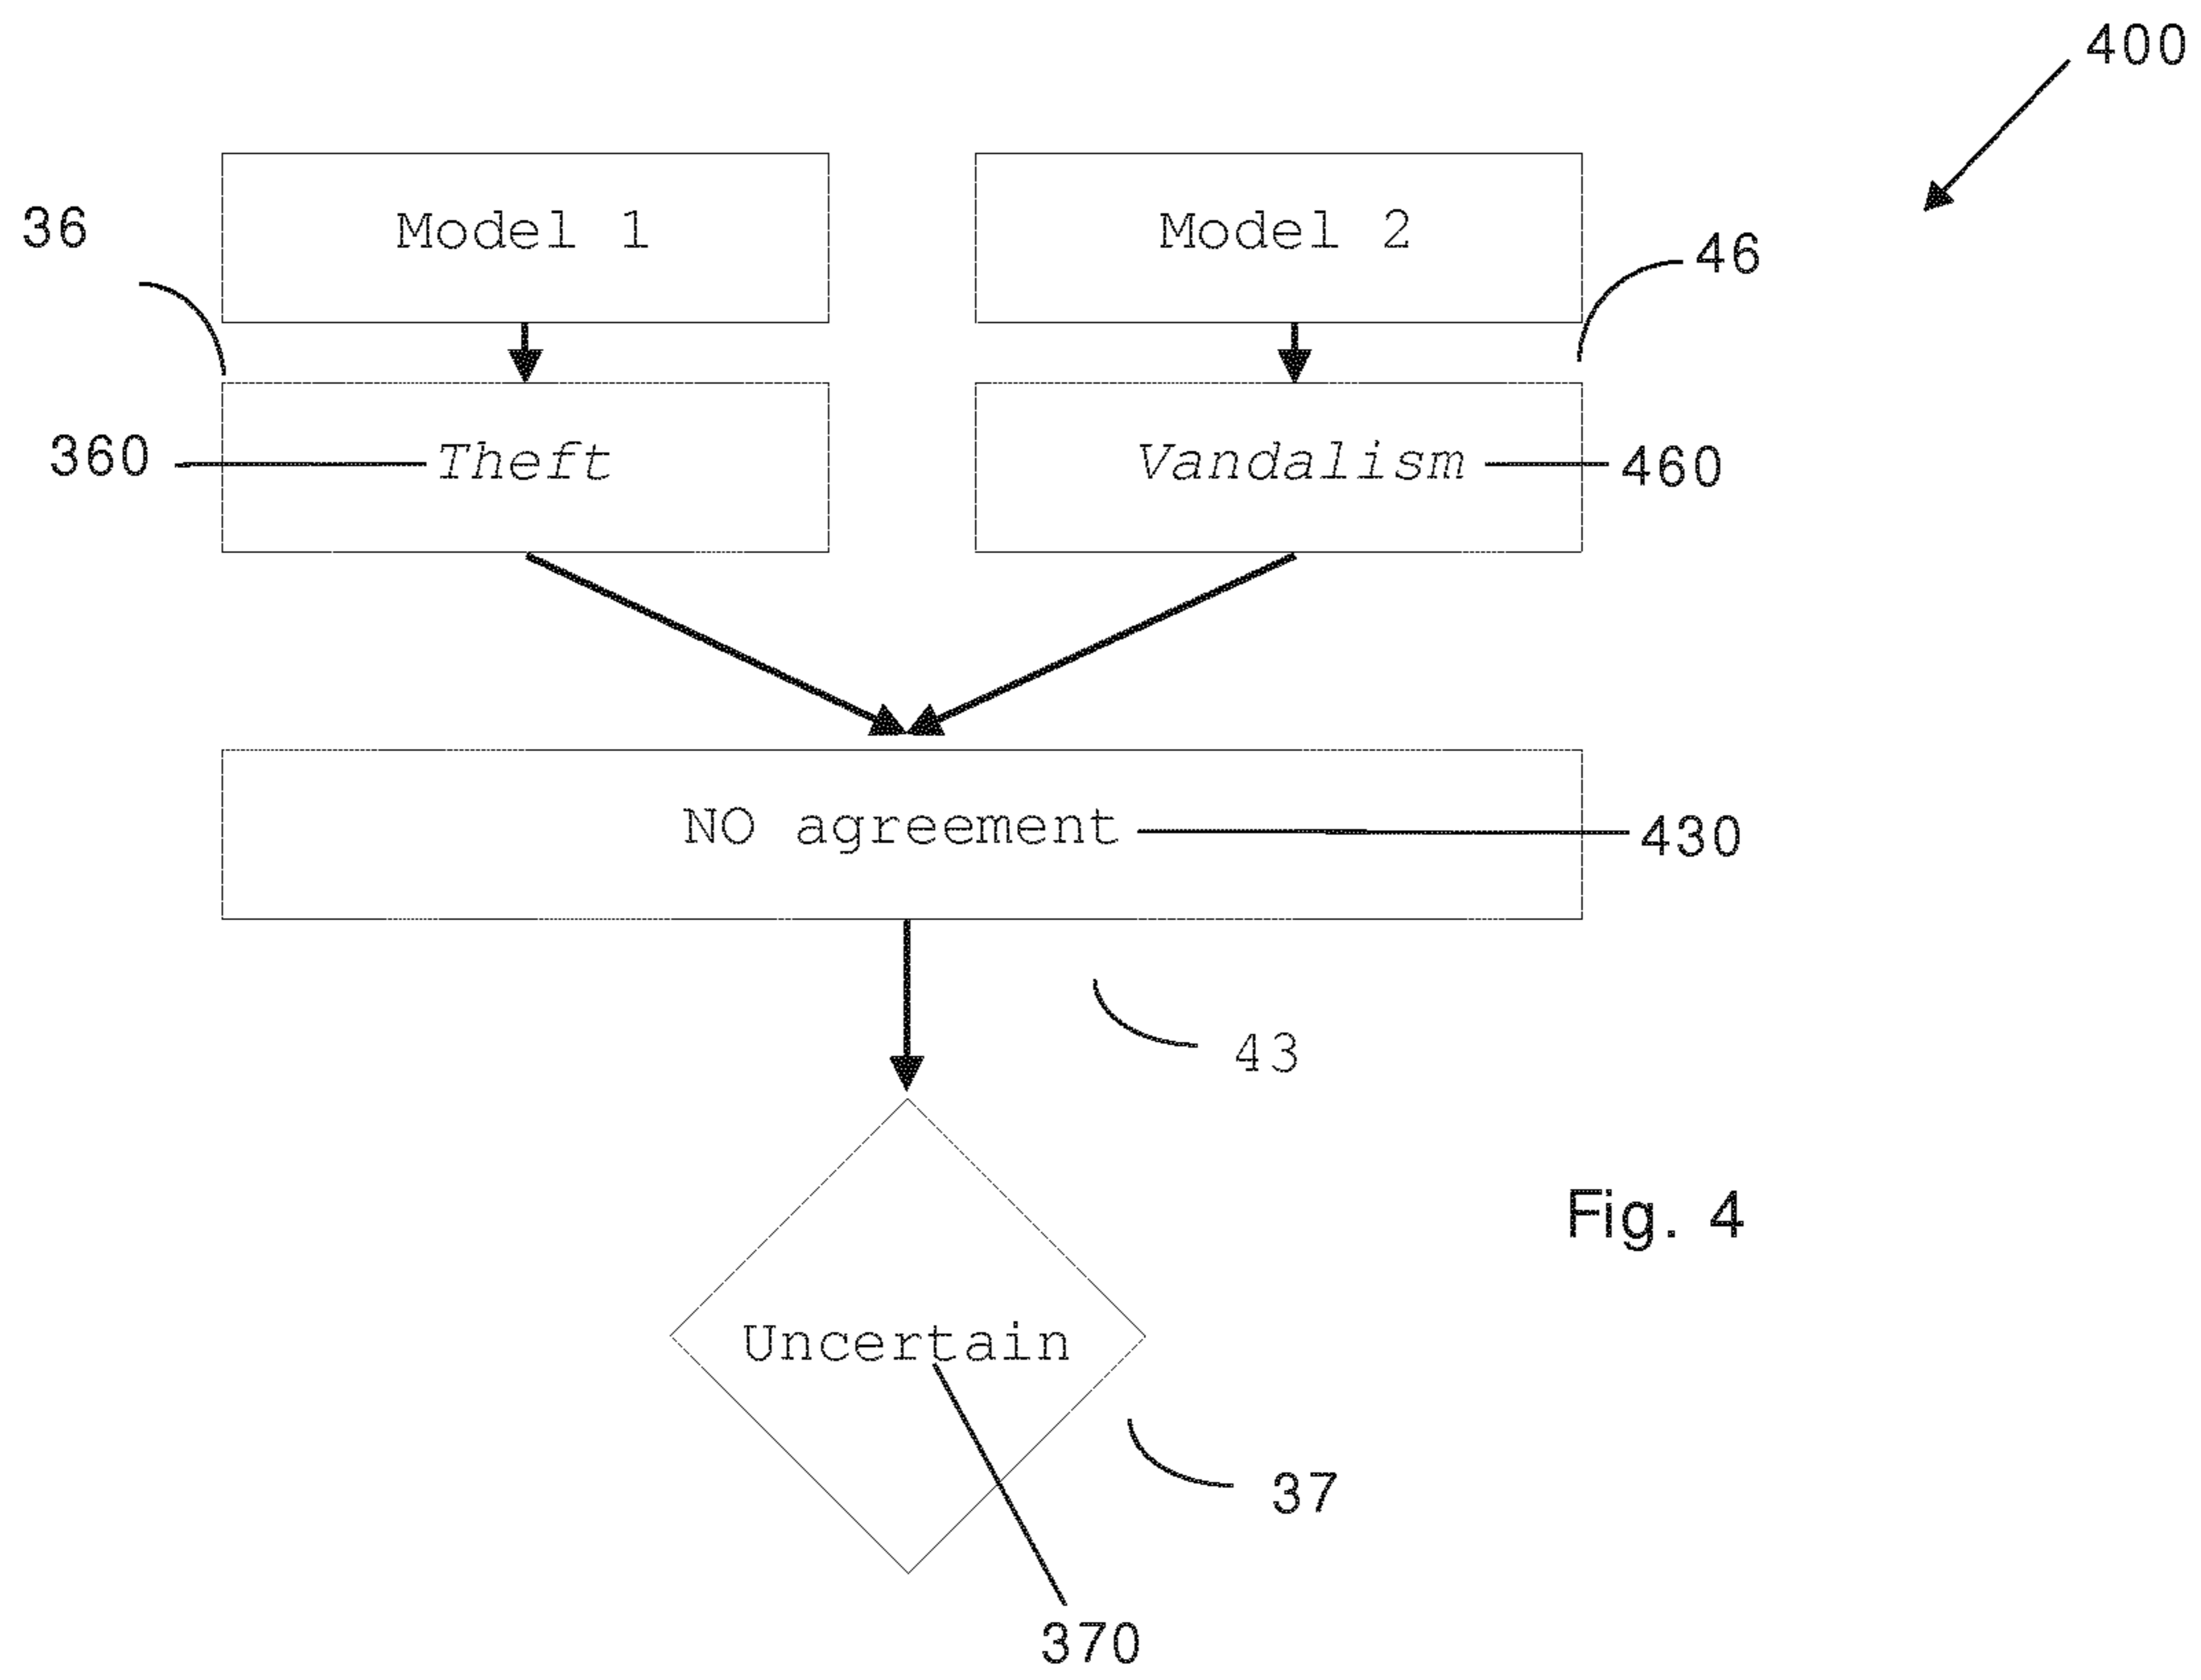 400
36
Model 1
Model 2
46
360
Theft
Vandalism
460
NO agreement
430
43
Fig. 4
Uncertain
37
370